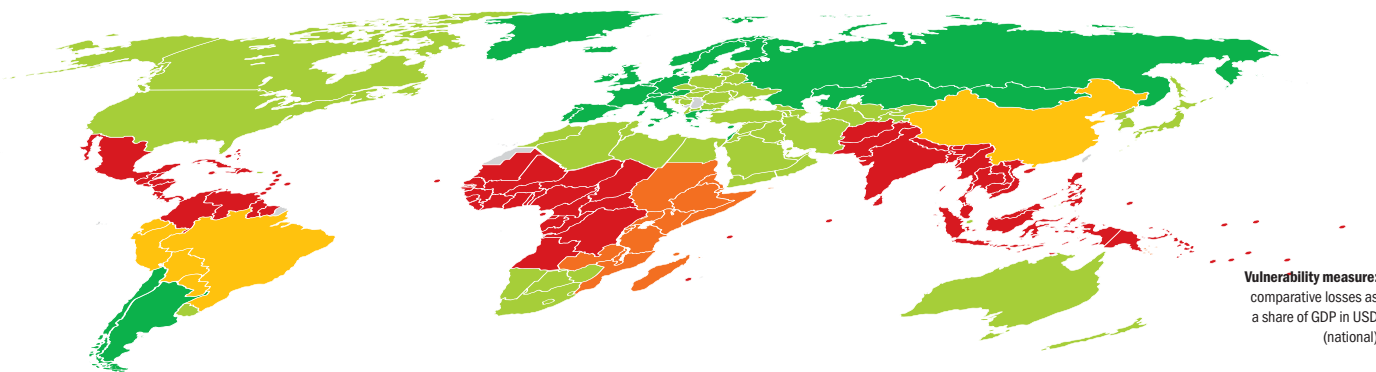 Vulnerability measure:
comparative losses as
a share of GDP in USD
(national)